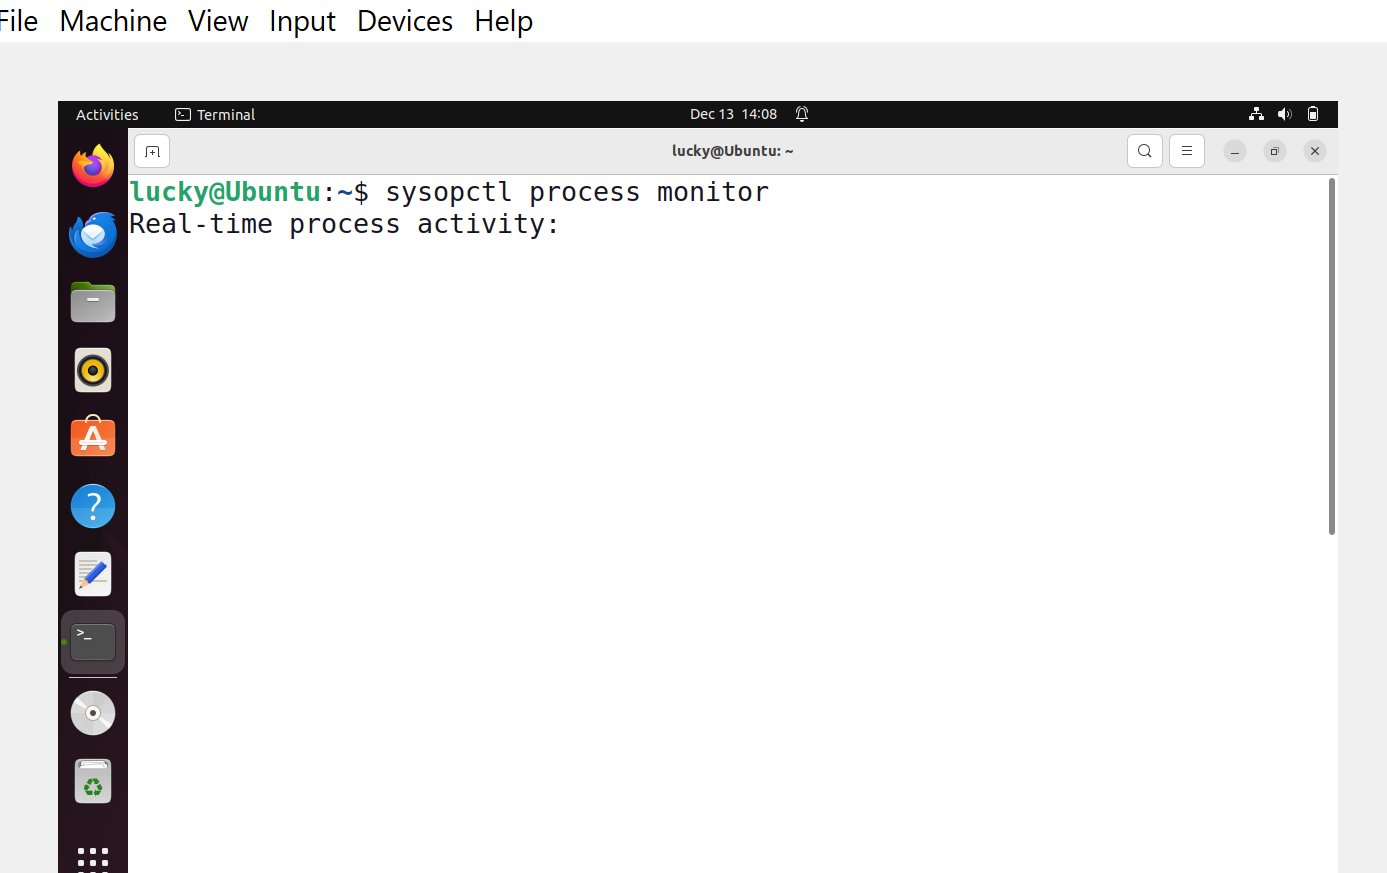 File Machine View Input Devices Help
Activities Terminal Dec 13 14:08
lucky@Ubuntu: ~
lucky@Ubuntu:~$ sysopctl process monitor
Real-time process activity: